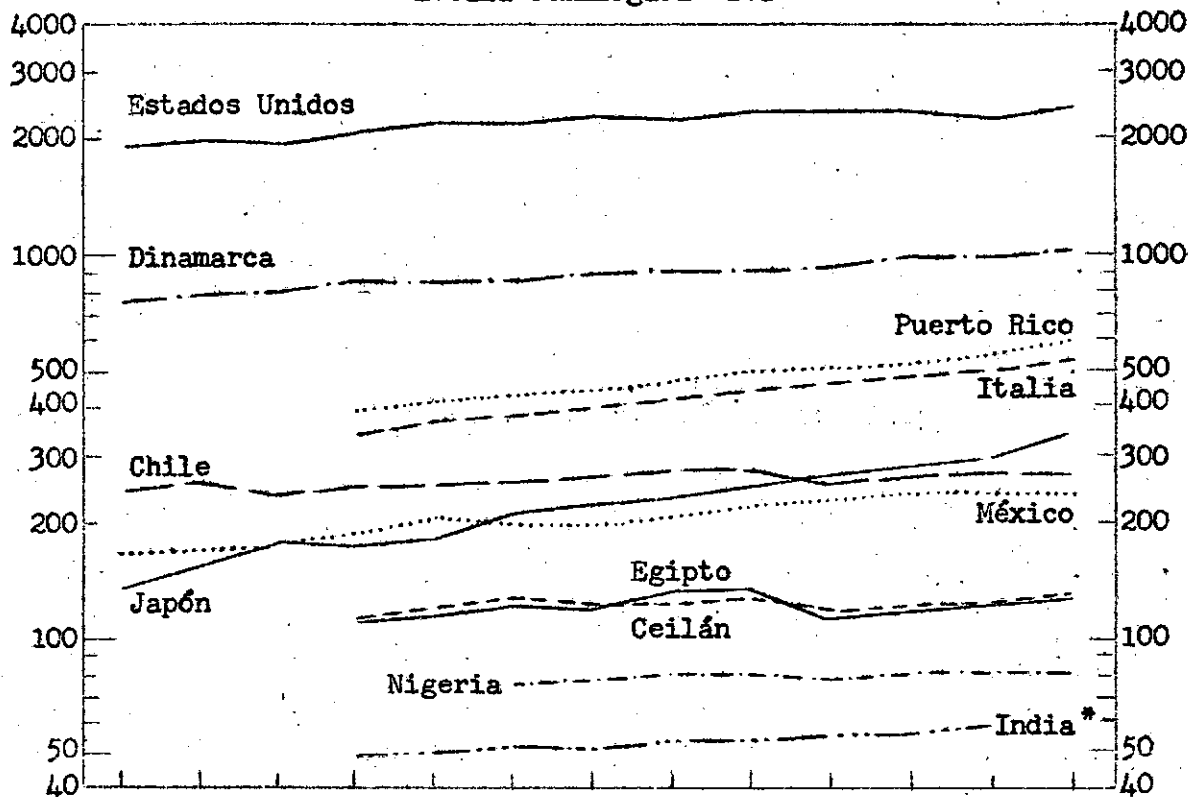 4000 4000
3000 3000
Estados Unidos
2000 2000
1000 Dinamarca 1000
Puerto Rico
500 500
Italia
400 400
300 Chile 300
200 México 200
Egipto
Japón
Ceilán
100 100
Nigeria
India*
50 50
40 40